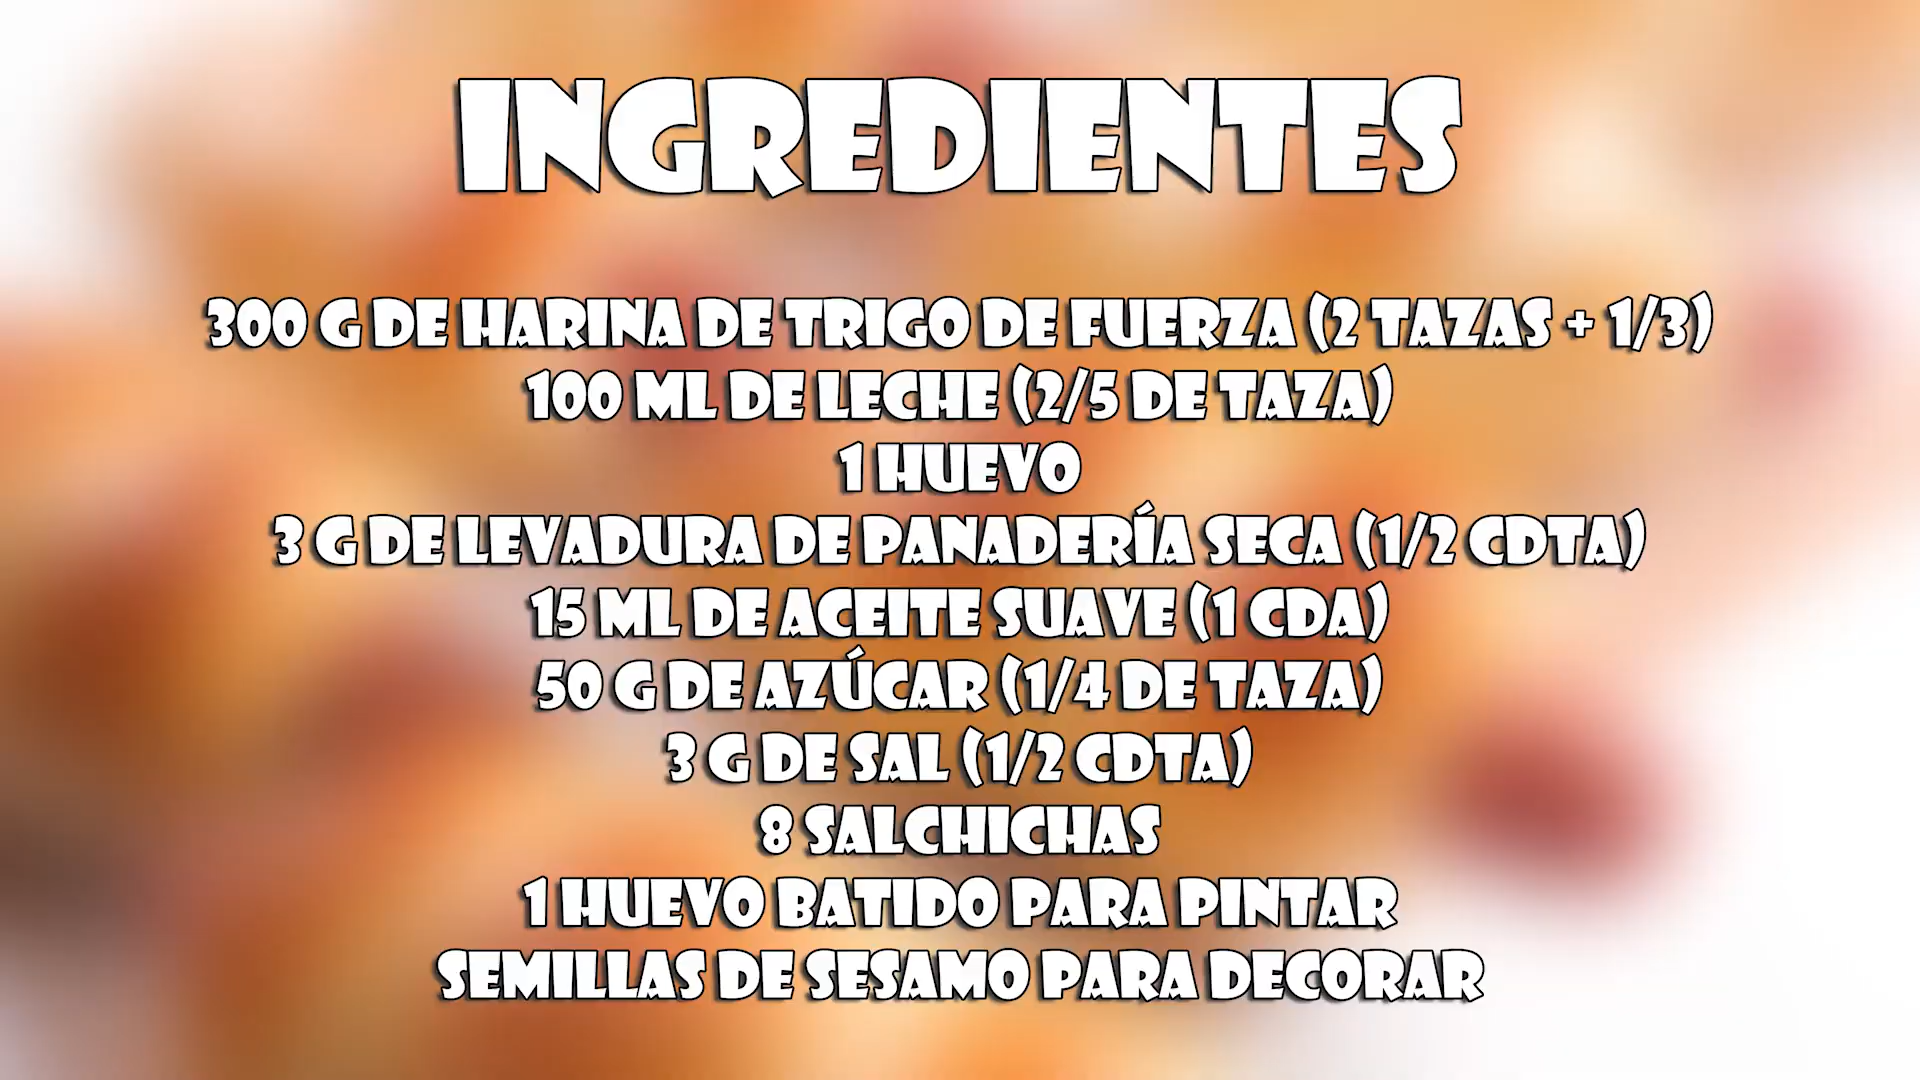 INGREDIENTES
300 G DE HARINA DE TRIGO DE FUERZA (2 TAZAS + 1/3)
100 ML DE LECHE (2/5 DE TAZA)
1 HUEVO
3 G DE LEVADURA DE PANADERÍA SECA (1/2 CDTA)
15 ML DE ACEITE SUAVE (1 CDA)
50 G DE AZÚCAR (1/4 DE TAZA)
3 G DE SAL (1/2 CDTA)
8 SALCHICHAS
1 HUEVO BATIDO PARA PINTAR
SEMILLAS DE SESAMO PARA DECORAR